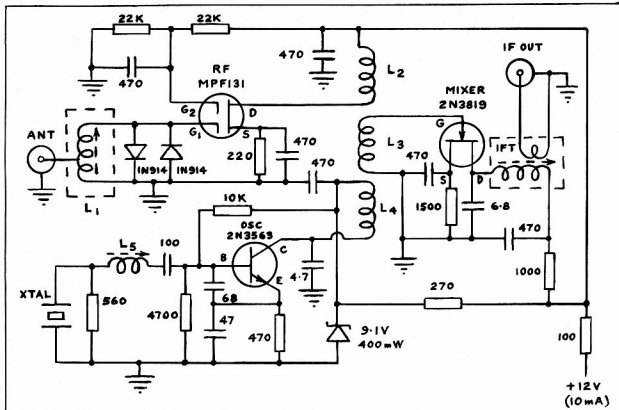 22K
22K
470
RF
MPF131
470
L2
IF OUT
MIXER
2N3819
G2
D
G1
S
G
ANT
L3
IFT
470
470
470
S
D
1N914
1N914
220
L1
10K
L4
1500
6.8
470
OSC
2N3563
L5
100
B
C
E
4.7
1000
XTAL
560
4700
68
47
470
9.1V
400mW
270
100
+12V
(10mA)